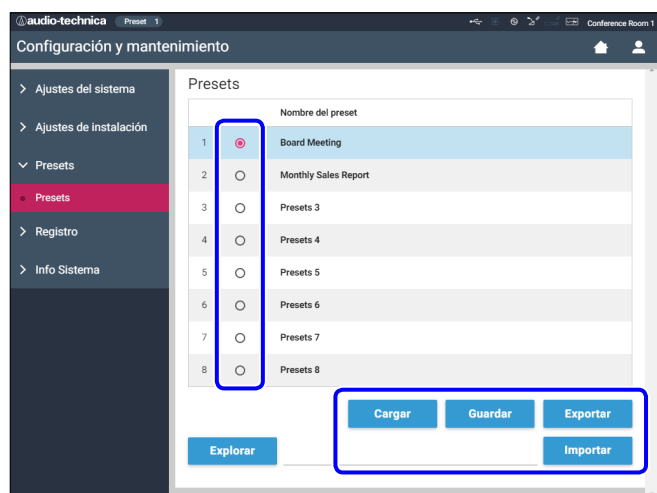 audio-technica Preset 1 Conference Room 1
Configuración y mantenimiento
Ajustes del sistema
Ajustes de instalación
Presets
Presets
Registro
Info Sistema
Presets
Nombre del preset
1 Board Meeting
2 Monthly Sales Report
3 Presets 3
4 Presets 4
5 Presets 5
6 Presets 6
7 Presets 7
8 Presets 8
Cargar Guardar Exportar
Explorar Importar